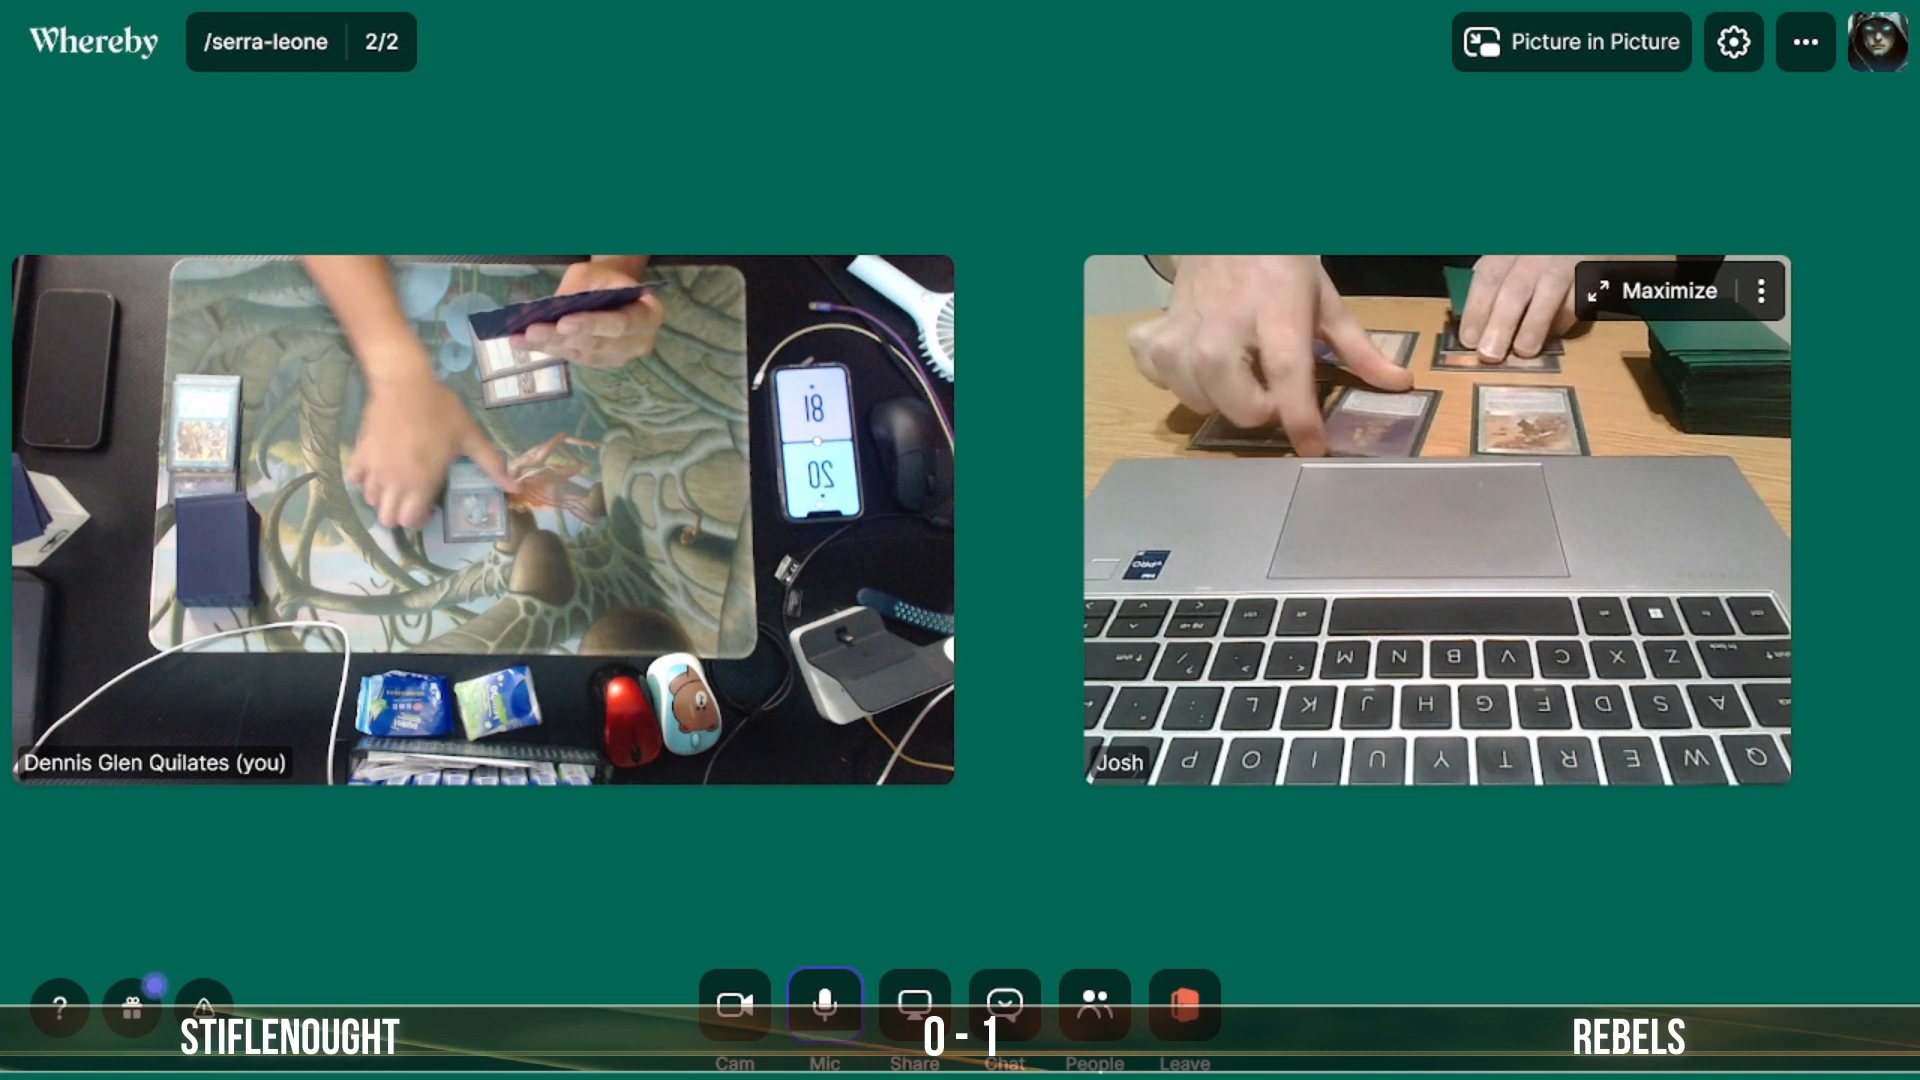 Whereby
/serra-leone 2/2
Picture in Picture
Maximize
18
20
Dennis Glen Quilates (you)
Josh
M N B V C X Z
L K J H G F D S A
P O I U Y T R E W Q
?
STIFLENOUGHT
0 - 1
REBELS
Cam
Mic
Share
Chat
People
Leave